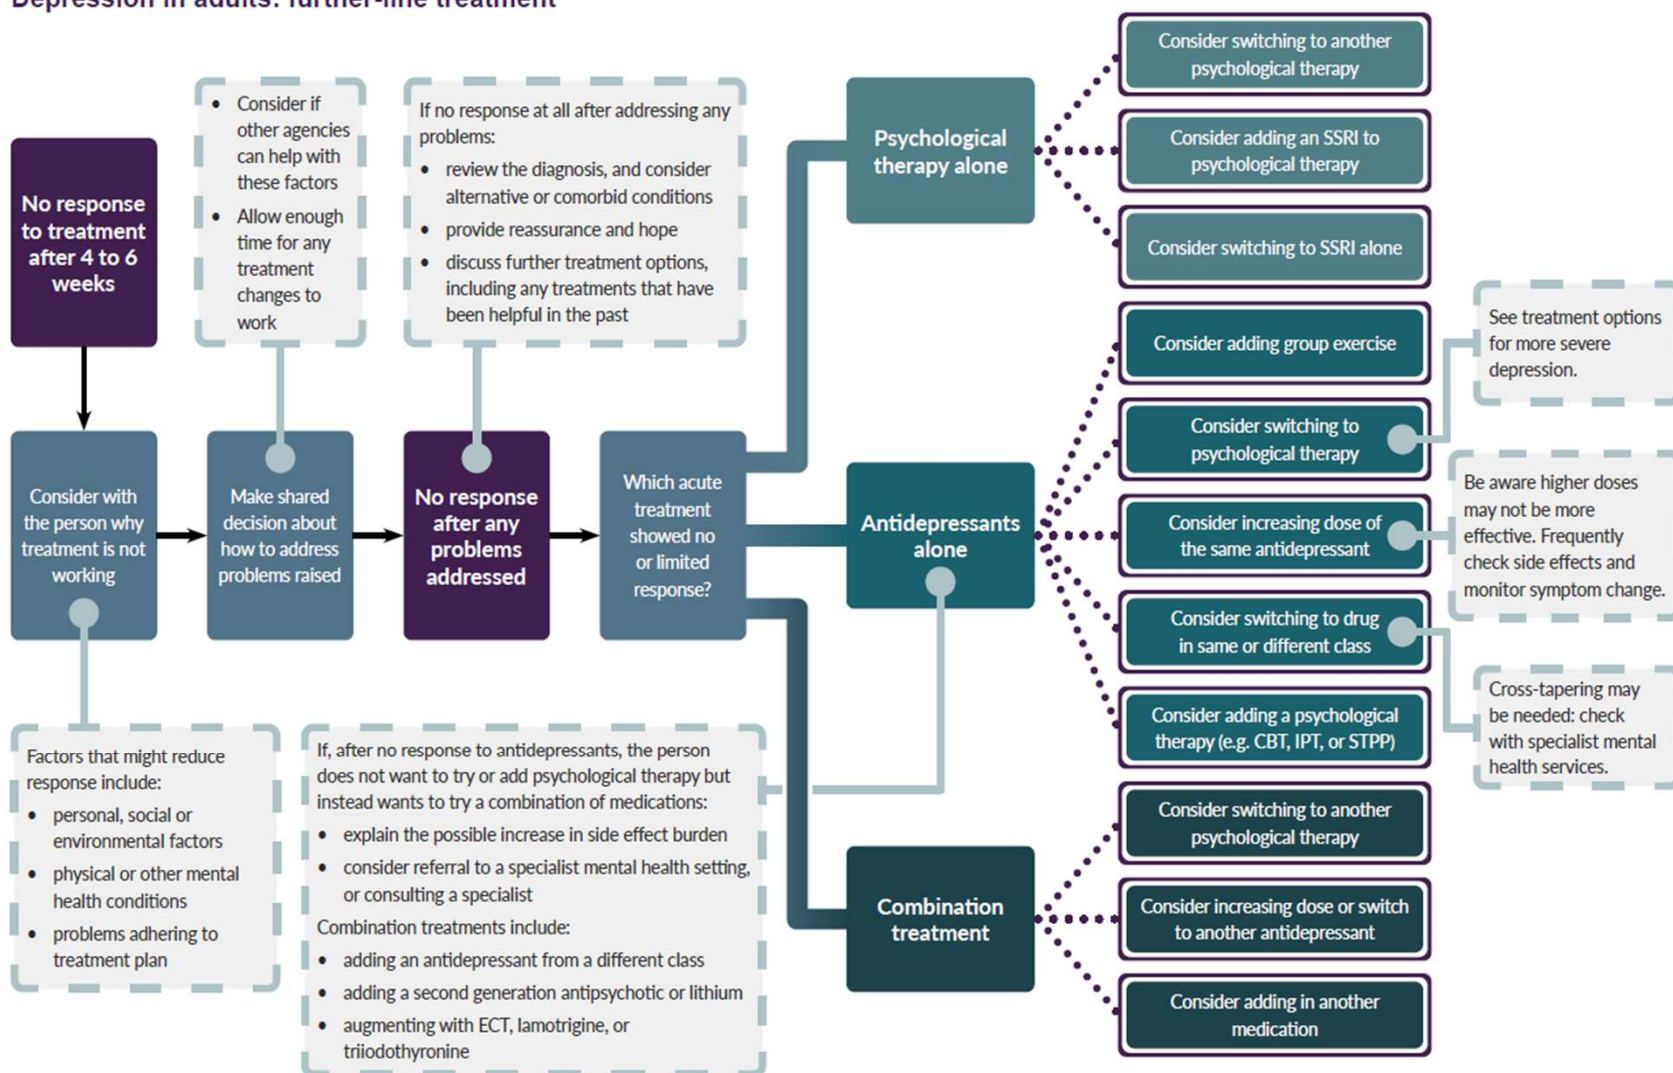 Depression in adults: further-line treatment
No response
to treatment
after 4 to 6
weeks
• Consider if
other agencies
can help with
these factors
• Allow enough
time for any
treatment
changes to
work
If no response at all after addressing any
problems:
• review the diagnosis, and consider
alternative or comorbid conditions
• provide reassurance and hope
• discuss further treatment options,
including any treatments that have
been helpful in the past
Consider with
the person why
treatment is not
working
Make shared
decision about
how to address
problems raised
No response
after any
problems
addressed
Which acute
treatment
showed no
or limited
response?
Factors that might reduce
response include:
• personal, social or
environmental factors
• physical or other mental
health conditions
• problems adhering to
treatment plan
If, after no response to antidepressants, the person
does not want to try or add psychological therapy but
instead wants to try a combination of medications:
• explain the possible increase in side effect burden
• consider referral to a specialist mental health setting,
or consulting a specialist
Combination treatments include:
• adding an antidepressant from a different class
• adding a second generation antipsychotic or lithium
• augmenting with ECT, lamotrigine, or
triiodothyronine
Psychological
therapy alone
Consider switching to another
psychological therapy
Consider adding an SSRI to
psychological therapy
Consider switching to SSRI alone
Antidepressants
alone
Consider adding group exercise
Consider switching to
psychological therapy
See treatment options
for more severe
depression.
Consider increasing dose of
the same antidepressant
Be aware higher doses
may not be more
effective. Frequently
check side effects and
monitor symptom change.
Consider switching to drug
in same or different class
Cross-tapering may
be needed: check
with specialist mental
health services.
Consider adding a psychological
therapy (e.g. CBT, IPT, or STPP)
Combination
treatment
Consider switching to another
psychological therapy
Consider increasing dose or switch
to another antidepressant
Consider adding in another
medication